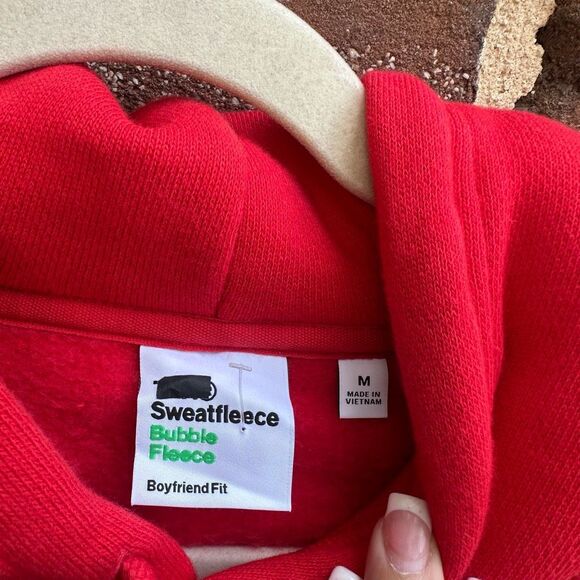 Sweatfleece
Bubble
Fleece
Boyfriend Fit
M
MADE IN
VIETNAM